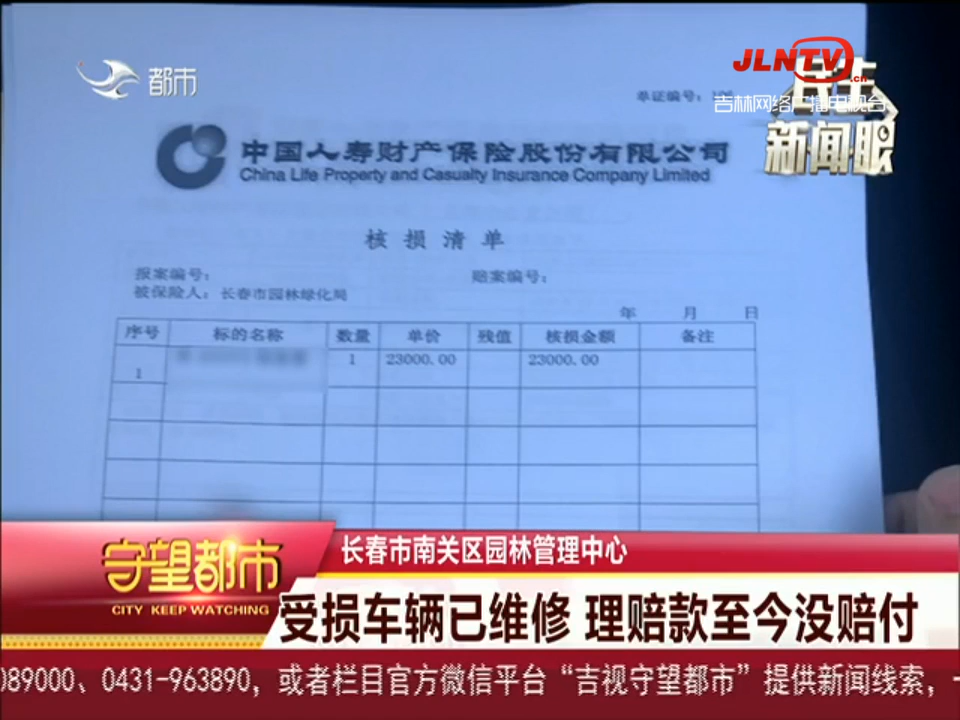 都市
JLNTV.cn
吉林网络广播电视台
民生
新闻眼
单证编号:
中国人寿财产保险股份有限公司
China Life Property and Casualty Insurance Company Limited
核损清单
报案编号: 赔案编号:
被保险人: 长春市园林绿化局
年 月 日
序号 标的名称 数量 单价 残值 核损金额 备注
1 1 23000.00 23000.00
守望都市
CITY KEEP WATCHING
长春市南关区园林管理中心
受损车辆已维修 理赔款至今没赔付
089000、0431-963890,或者栏目官方微信平台“吉视守望都市”提供新闻线索,